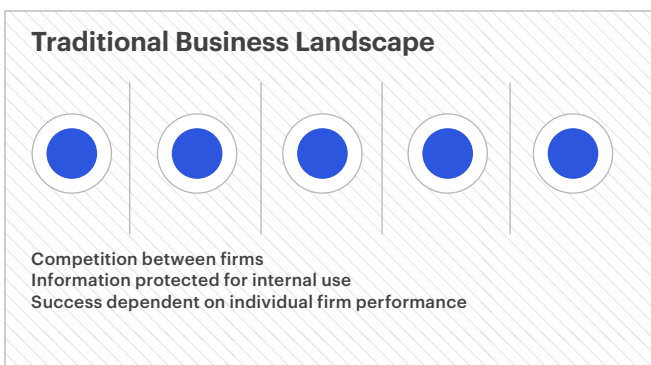 Traditional Business Landscape
Competition between firms
Information protected for internal use
Success dependent on individual firm performance